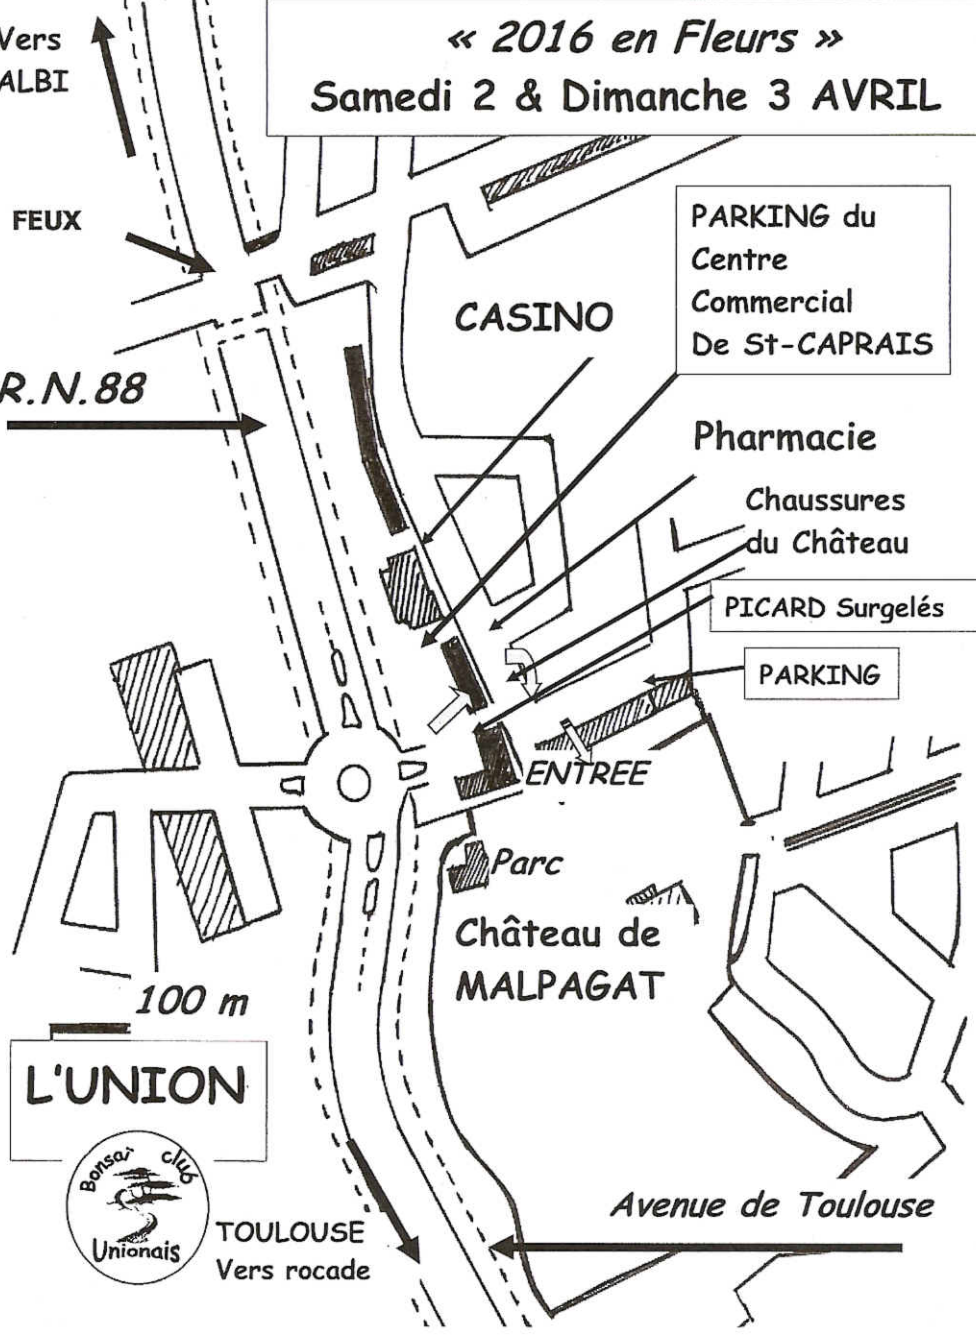 « 2016 en Fleurs »
Samedi 2 & Dimanche 3 AVRIL
Vers
ALBI
FEUX
PARKING du
Centre
Commercial
De St-CAPRAIS
CASINO
R.N.88
Pharmacie
Chaussures
du Château
PICARD Surgelés
PARKING
ENTREE
Parc
Château de
MALPAGAT
100 m
L'UNION
Bonsaï club
Unionais
TOULOUSE
Vers rocade
Avenue de Toulouse